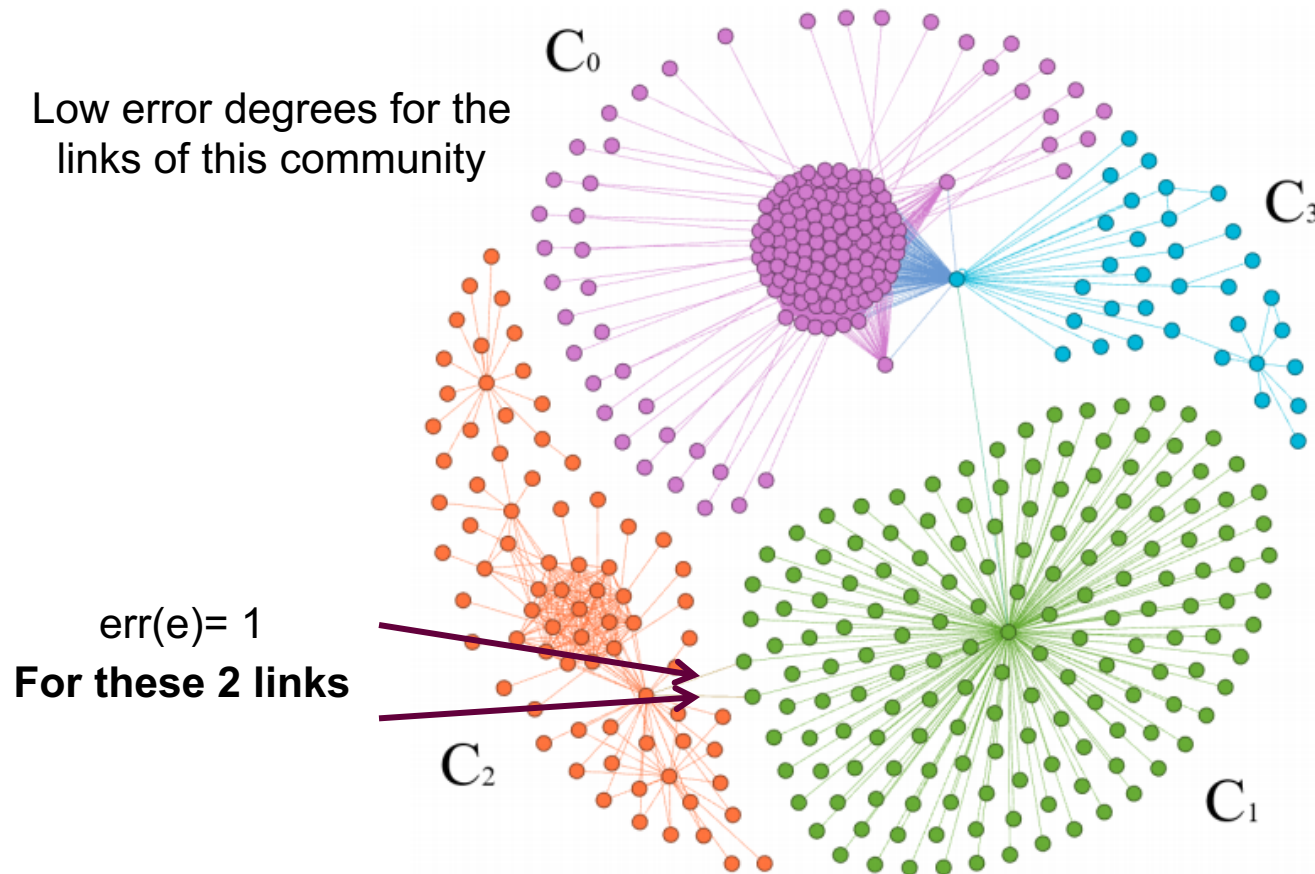 C₀
Low error degrees for the
links of this community
C₃
err(e)= 1
For these 2 links
C₂
C₁